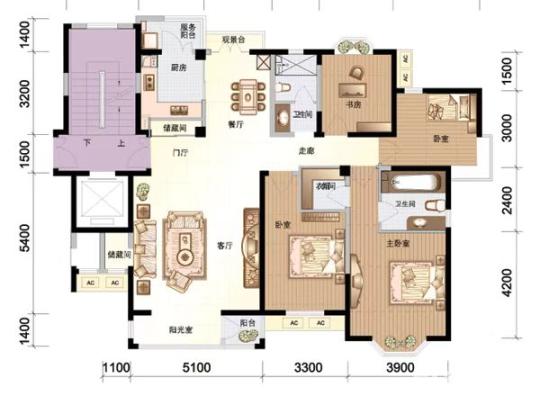 服务
阳台
观景台
1400
厨房
3200
1500
书房
餐厅
卫生间
储藏间
3000
卧室
下
上
门厅
走廊
1500
衣帽间
卫生间
2400
5400
卧室
客厅
主卧室
储藏间
4200
AC
AC
AC
AC
AC
AC
阳光室
阳台
1400
1100
5100
3300
3900